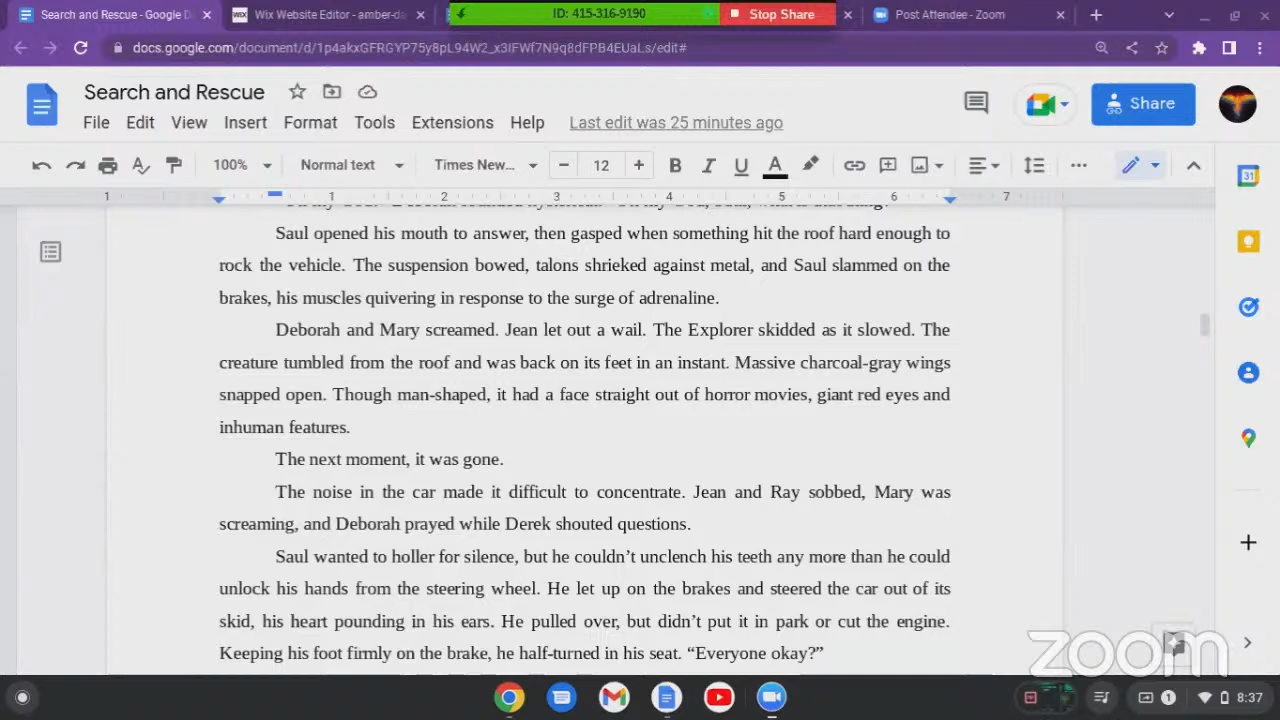 Search and Rescue - Google D
Wix Website Editor - amber-da
ID: 415-316-9190
Stop Share
Post Attendee - Zoom
docs.google.com/document/d/1p4akxGFRGYP75y8pL94W2_x3IFWf7N9q8dFPB4EUaLs/edit#
Search and Rescue
Share
File Edit View Insert Format Tools Extensions Help Last edit was 25 minutes ago
100% Normal text Times New... 12 B I U A
1 1 2 3 4 5 6 7
31
Saul opened his mouth to answer, then gasped when something hit the roof hard enough to
rock the vehicle. The suspension bowed, talons shrieked against metal, and Saul slammed on the
brakes, his muscles quivering in response to the surge of adrenaline.
Deborah and Mary screamed. Jean let out a wail. The Explorer skidded as it slowed. The
creature tumbled from the roof and was back on its feet in an instant. Massive charcoal-gray wings
snapped open. Though man-shaped, it had a face straight out of horror movies, giant red eyes and
inhuman features.
The next moment, it was gone.
The noise in the car made it difficult to concentrate. Jean and Ray sobbed, Mary was
screaming, and Deborah prayed while Derek shouted questions.
Saul wanted to holler for silence, but he couldn’t unclench his teeth any more than he could
unlock his hands from the steering wheel. He let up on the brakes and steered the car out of its
skid, his heart pounding in his ears. He pulled over, but didn’t put it in park or cut the engine.
Keeping his foot firmly on the brake, he half-turned in his seat. “Everyone okay?”
zoom
1
8:37